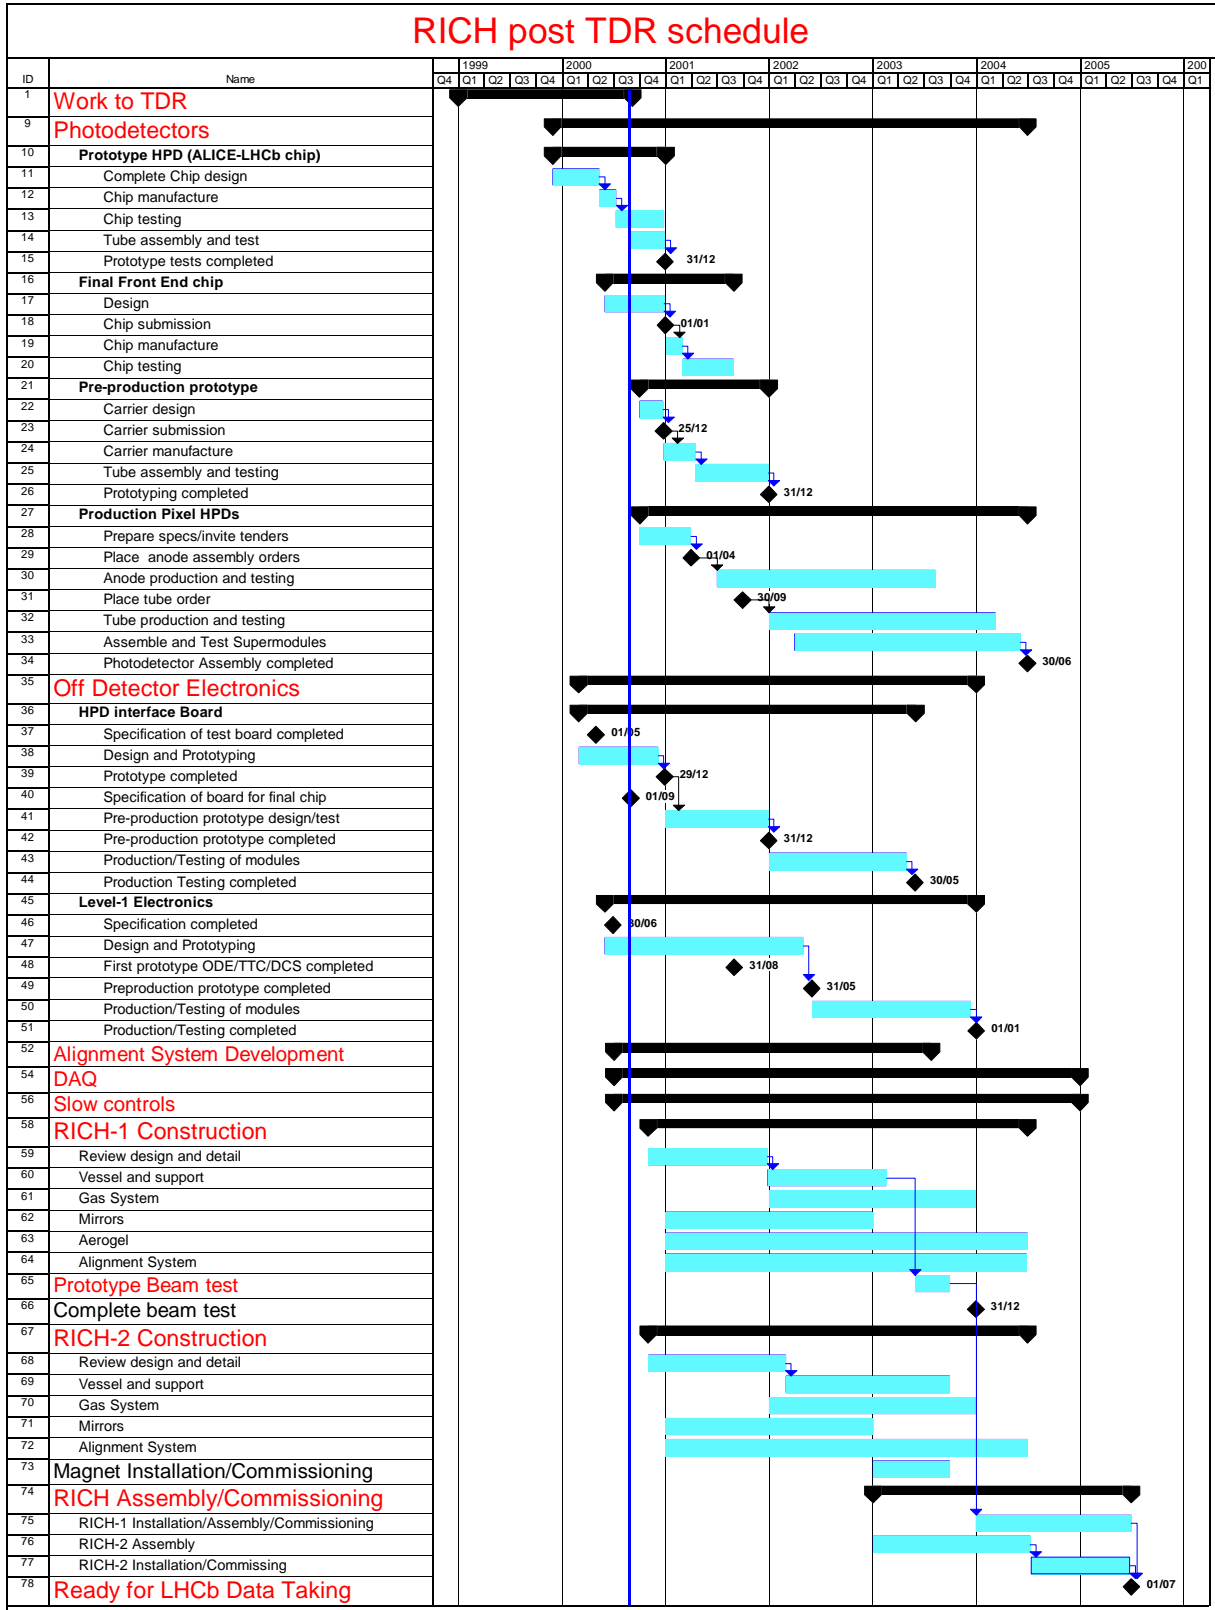 RICH post TDR schedule
1999 2000 2001 2002 2003 2004 2005 200
ID Name Q4 Q1 Q2 Q3 Q4 Q1 Q2 Q3 Q4 Q1 Q2 Q3 Q4 Q1 Q2 Q3 Q4 Q1 Q2 Q3 Q4 Q1 Q2 Q3 Q4 Q1 Q2 Q3 Q4 Q1
1 Work to TDR
9 Photodetectors
10 Prototype HPD (ALICE-LHCb chip)
11 Complete Chip design
12 Chip manufacture
13 Chip testing
14 Tube assembly and test
15 Prototype tests completed 31/12
16 Final Front End chip
17 Design
18 Chip submission 01/01
19 Chip manufacture
20 Chip testing
21 Pre-production prototype
22 Carrier design
23 Carrier submission 25/12
24 Carrier manufacture
25 Tube assembly and testing
26 Prototyping completed 31/12
27 Production Pixel HPDs
28 Prepare specs/invite tenders
29 Place anode assembly orders 01/04
30 Anode production and testing
31 Place tube order 30/09
32 Tube production and testing
33 Assemble and Test Supermodules
34 Photodetector Assembly completed 30/06
35 Off Detector Electronics
36 HPD interface Board
37 Specification of test board completed 01/05
38 Design and Prototyping
39 Prototype completed 29/12
40 Specification of board for final chip 01/09
41 Pre-production prototype design/test
42 Pre-production prototype completed 31/12
43 Production/Testing of modules
44 Production Testing completed 30/05
45 Level-1 Electronics
46 Specification completed 30/06
47 Design and Prototyping
48 First prototype ODE/TTC/DCS completed 31/08
49 Preproduction prototype completed 31/05
50 Production/Testing of modules
51 Production/Testing completed 01/01
52 Alignment System Development
54 DAQ
56 Slow controls
58 RICH-1 Construction
59 Review design and detail
60 Vessel and support
61 Gas System
62 Mirrors
63 Aerogel
64 Alignment System
65 Prototype Beam test
66 Complete beam test 31/12
67 RICH-2 Construction
68 Review design and detail
69 Vessel and support
70 Gas System
71 Mirrors
72 Alignment System
73 Magnet Installation/Commissioning
74 RICH Assembly/Commissioning
75 RICH-1 Installation/Assembly/Commissioning
76 RICH-2 Assembly
77 RICH-2 Installation/Commissing
78 Ready for LHCb Data Taking 01/07